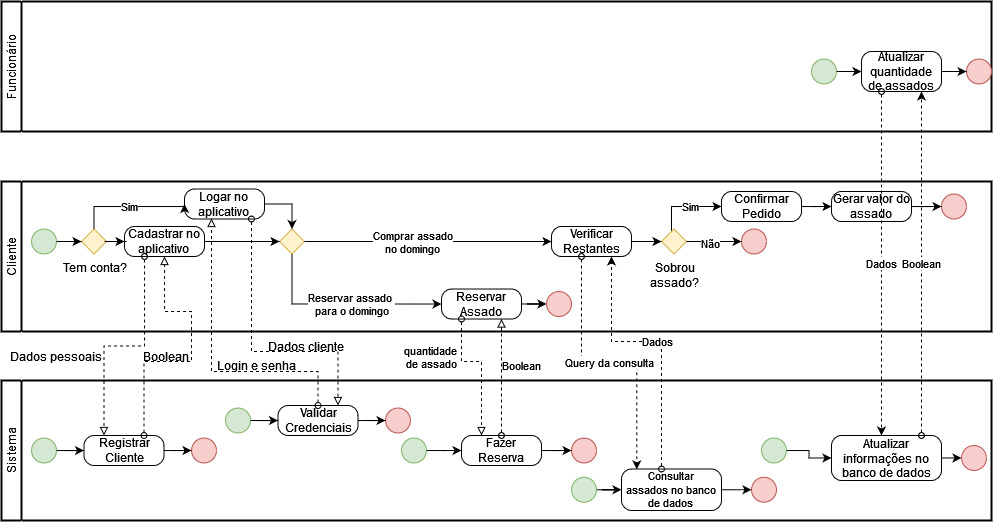 Funcionário
Atualizar
quantidade
de assados
Cliente
Tem conta?
Sim
Logar no
aplicativo
Cadastrar no
aplicativo
Comprar assado
no domingo
Reservar assado
para o domingo
Reservar
Assado
Verificar
Restantes
Sobrou
assado?
Sim
Não
Confirmar
Pedido
Gerar valor do
assado
Dados
Boolean
Dados pessoais
Boolean
Dados cliente
Login e senha
quantidade
de assado
Boolean
Query da consulta
Dados
Sistema
Registrar
Cliente
Validar
Credenciais
Fazer
Reserva
Consultar
assados no banco
de dados
Atualizar
informações no
banco de dados